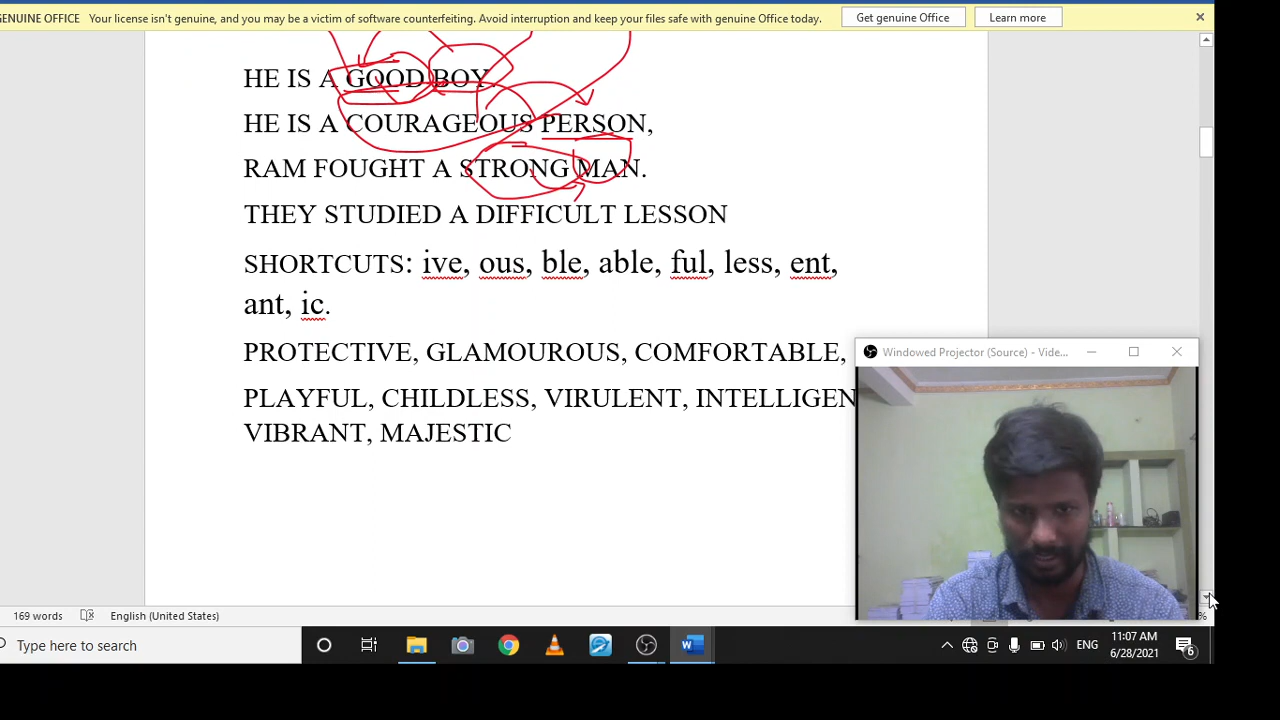 GENUINE OFFICE Your license isn't genuine, and you may be a victim of software counterfeiting. Avoid interruption and keep your files safe with genuine Office today. Get genuine Office Learn more
HE IS A GOOD BOY.
HE IS A COURAGEOUS PERSON,
RAM FOUGHT A STRONG MAN.
THEY STUDIED A DIFFICULT LESSON
SHORTCUTS: ive, ous, ble, able, ful, less, ent,
ant, ic.
PROTECTIVE, GLAMOUROUS, COMFORTABLE,
Windowed Projector (Source) - Vide...
PLAYFUL, CHILDLESS, VIRULENT, INTELLIGEN
VIBRANT, MAJESTIC
169 words English (United States) %
Type here to search ENG 11:07 AM
6/28/2021 6